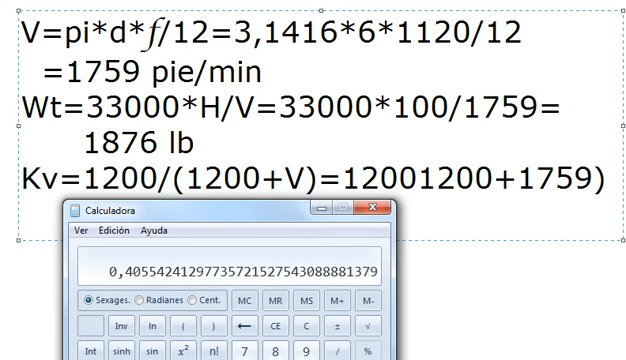 V=pi*d*f/12=3,1416*6*1120/12
=1759 pie/min
Wt=33000*H/V=33000*100/1759=
1876 lb
Kv=1200/(1200+V)=12001200+1759)
Calculadora
Ver Edición Ayuda
0,40554241297735721527543088881379
Sexages. Radianes Cent. MC MR MS M+ M-
Inv ln ( ) ← CE C ± √
Int sinh sin x² n! 7 8 9 / %